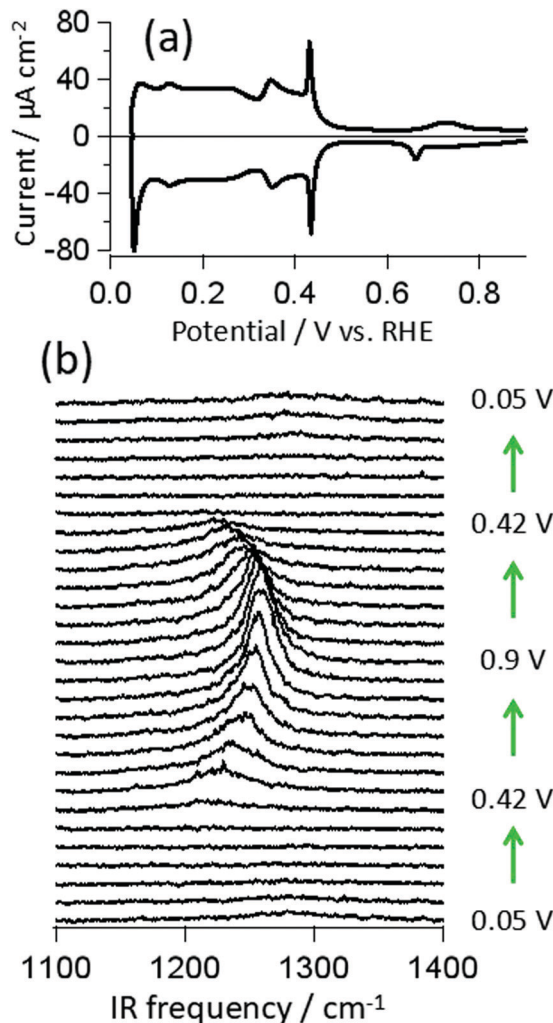 (a)
80
40
0
-40
-80
Current / µA cm-2
0.0 0.2 0.4 0.6 0.8
Potential / V vs. RHE
(b)
0.05 V
0.42 V
0.9 V
0.42 V
0.05 V
1100 1200 1300 1400
IR frequency / cm-1